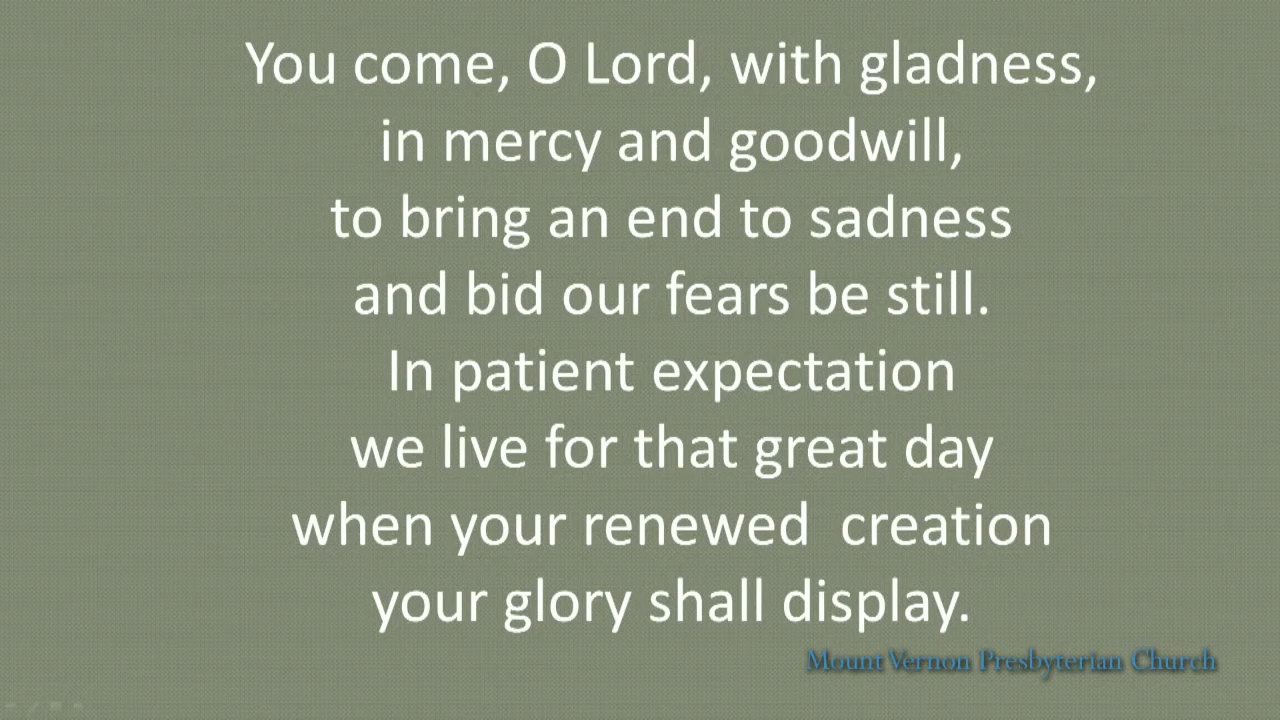 You come, O Lord, with gladness,
in mercy and goodwill,
to bring an end to sadness
and bid our fears be still.
In patient expectation
we live for that great day
when your renewed  creation
your glory shall display.
Mount Vernon Presbyterian Church